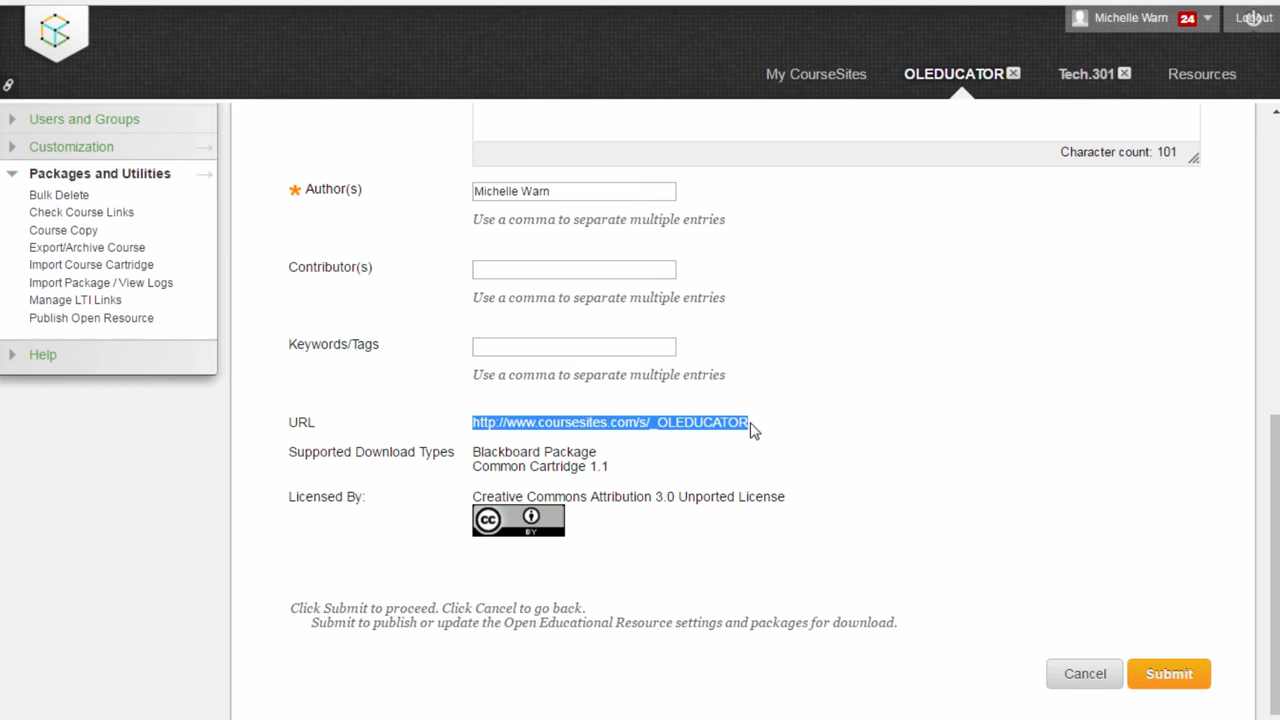 Michelle Warn 24 Logout
My CourseSites OLEDUCATOR Tech.301 Resources
Users and Groups
Customization
Packages and Utilities
Bulk Delete
Check Course Links
Course Copy
Export/Archive Course
Import Course Cartridge
Import Package / View Logs
Manage LTI Links
Publish Open Resource
Help
Character count: 101
Author(s) Michelle Warn
Use a comma to separate multiple entries
Contributor(s)
Use a comma to separate multiple entries
Keywords/Tags
Use a comma to separate multiple entries
URL http://www.coursesites.com/s/_OLEDUCATOR
Supported Download Types Blackboard Package
Common Cartridge 1.1
Licensed By: Creative Commons Attribution 3.0 Unported License
cc BY
Click Submit to proceed. Click Cancel to go back.
Submit to publish or update the Open Educational Resource settings and packages for download.
Cancel Submit